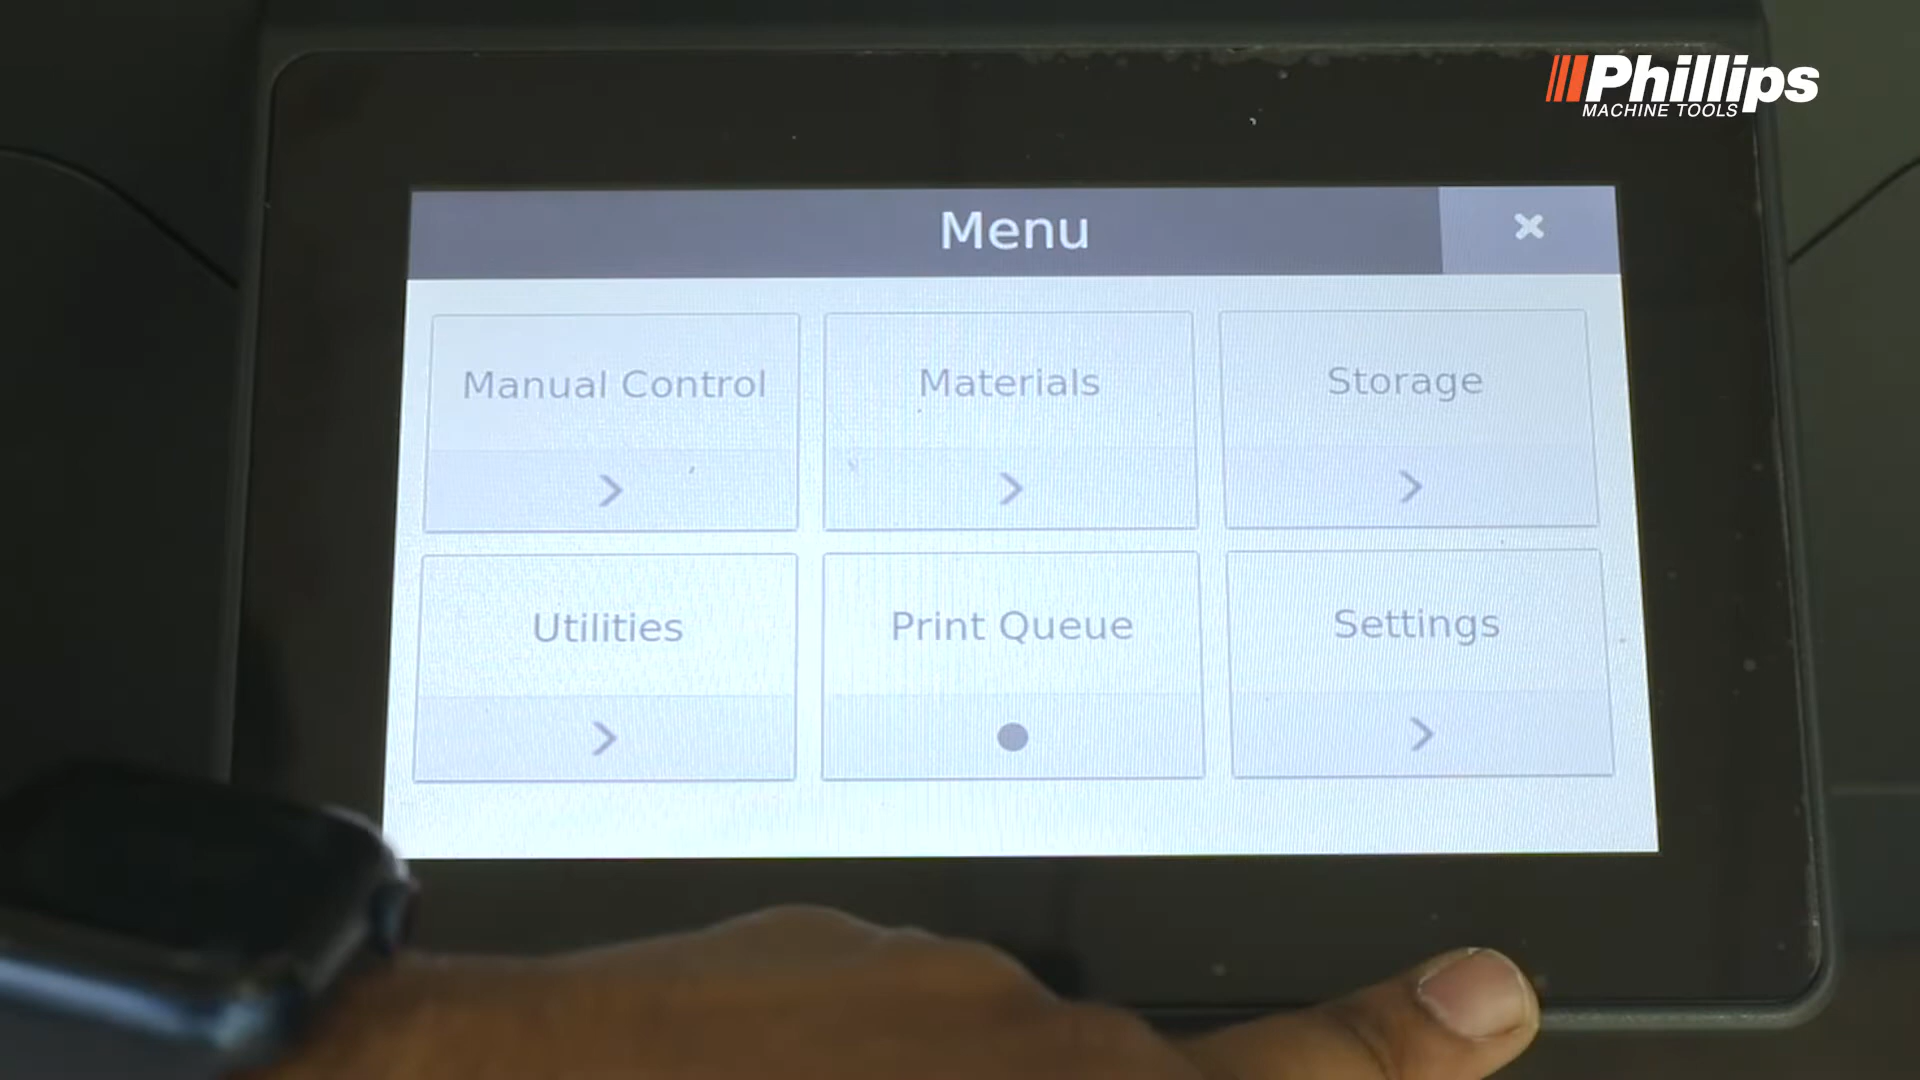 Phillips
MACHINE TOOLS
Menu
Manual Control
Materials
Storage
Utilities
Print Queue
Settings